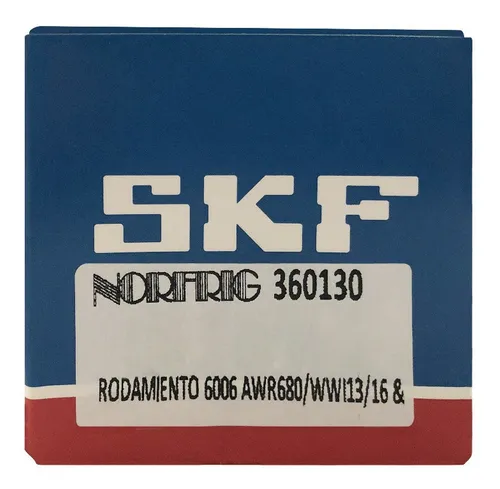 SKF
NORFRIG 360130
RODAMIENTO 6006 AWR680/WWI13/16 &